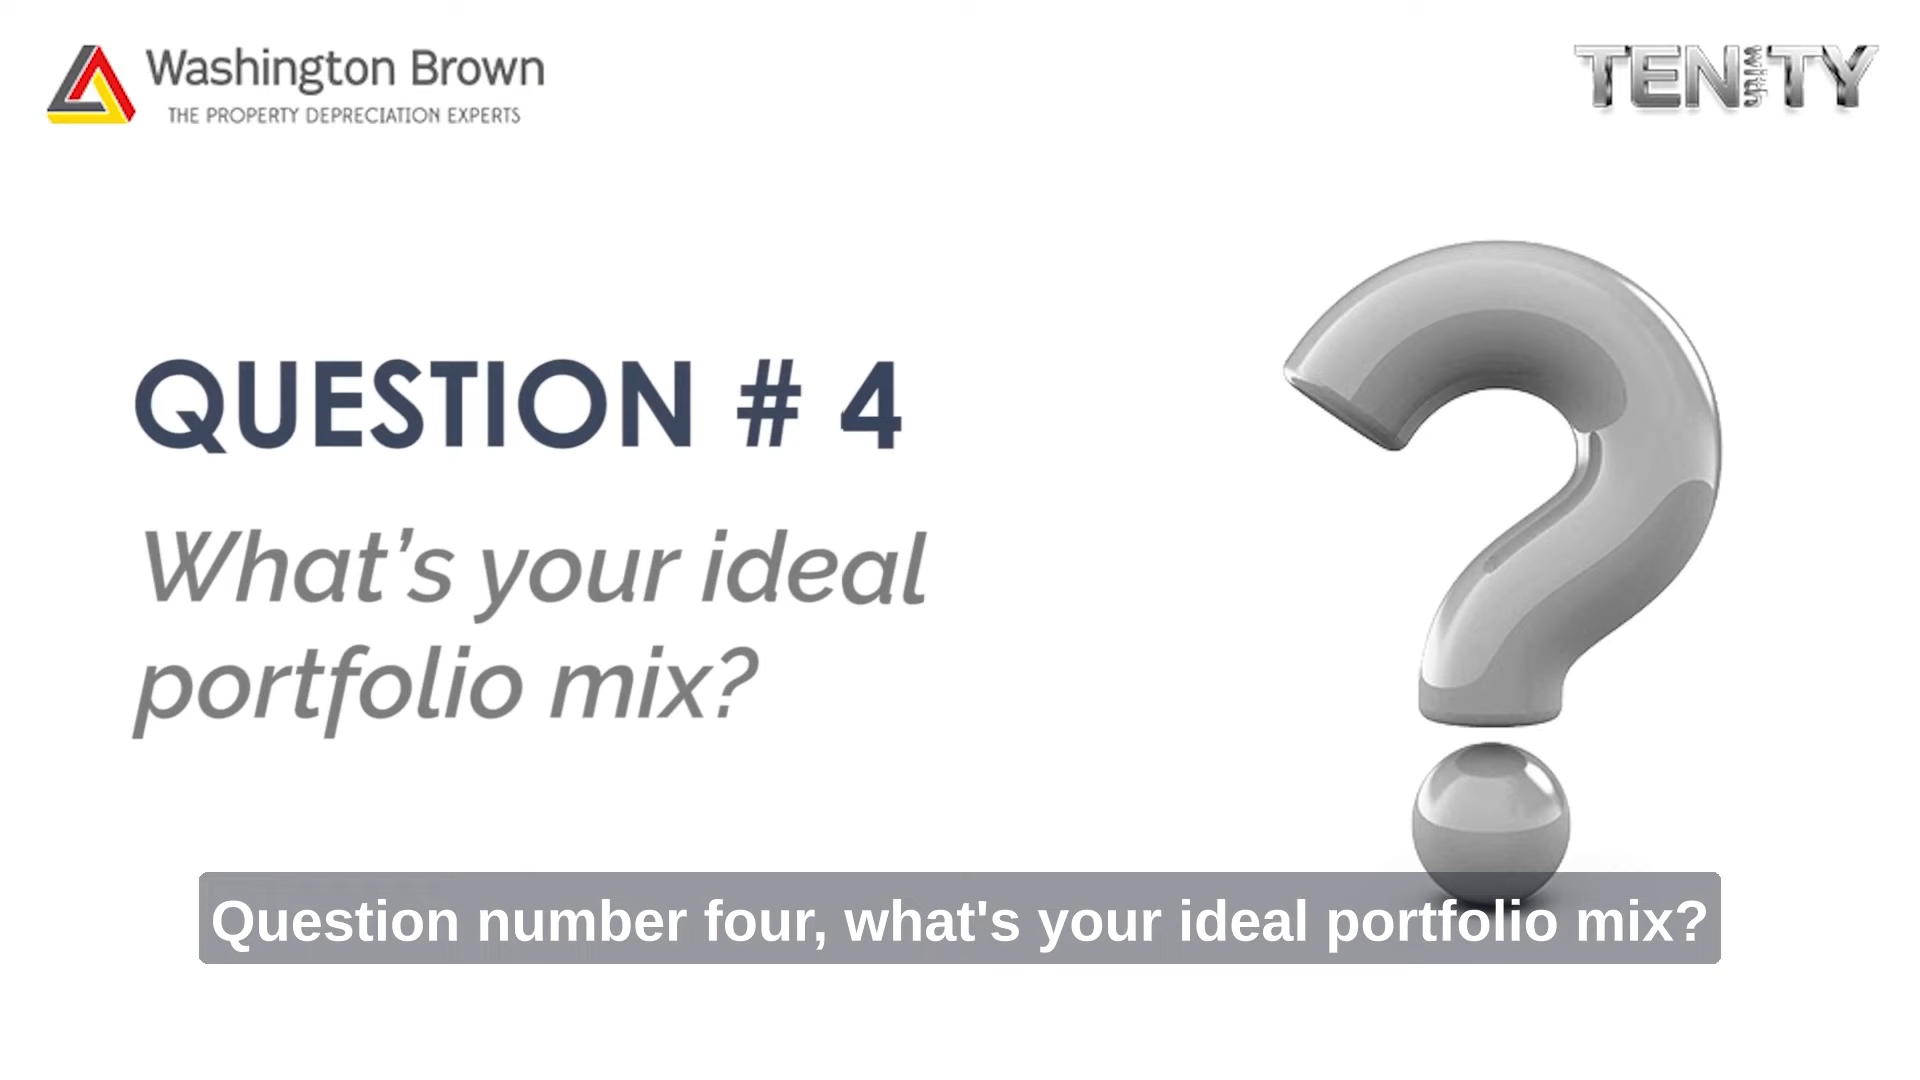 Washington Brown
THE PROPERTY DEPRECIATION EXPERTS
TEN with TY
QUESTION # 4
What’s your ideal
portfolio mix?
Question number four, what's your ideal portfolio mix?